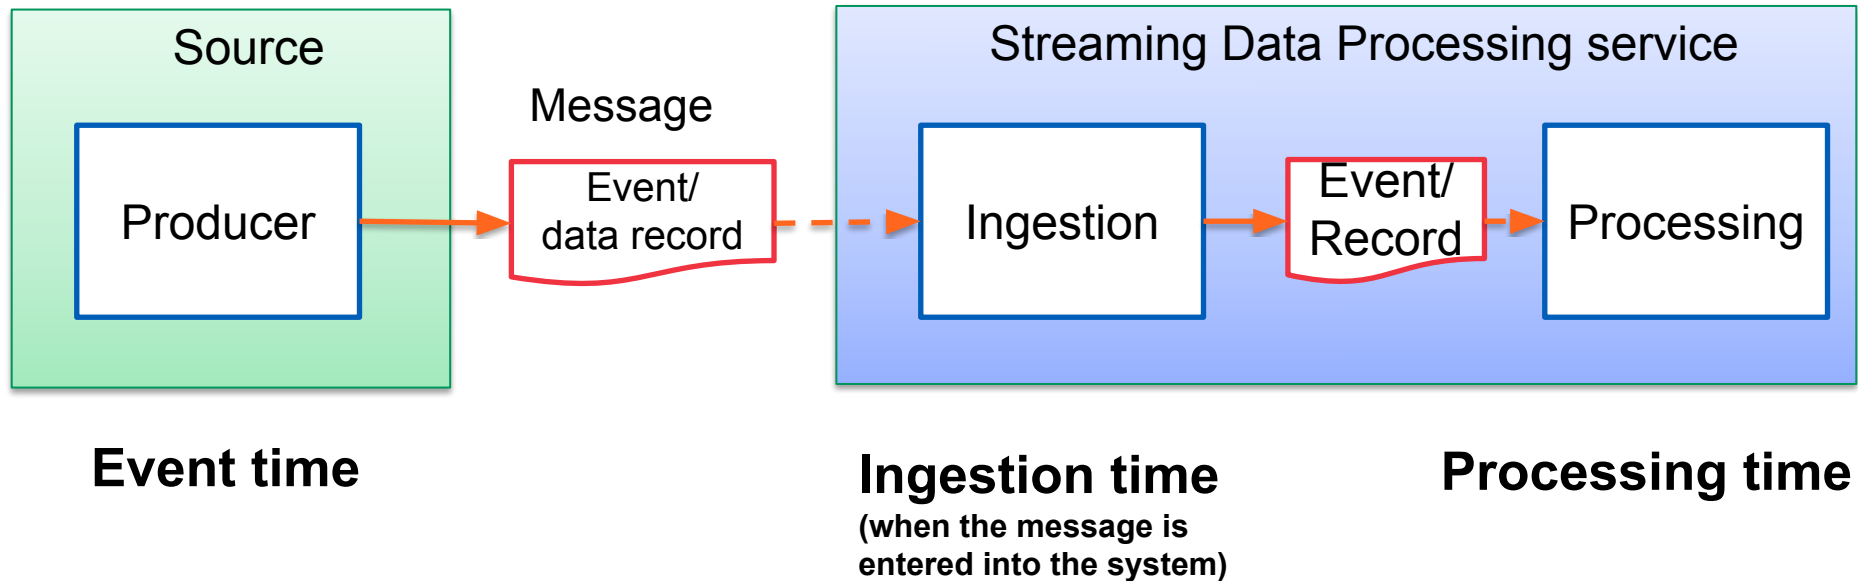 Source
Streaming Data Processing service
Message
Producer
Event/
data record
Ingestion
Event/
Record
Processing
Event time
Ingestion time
(when the message is
entered into the system)
Processing time